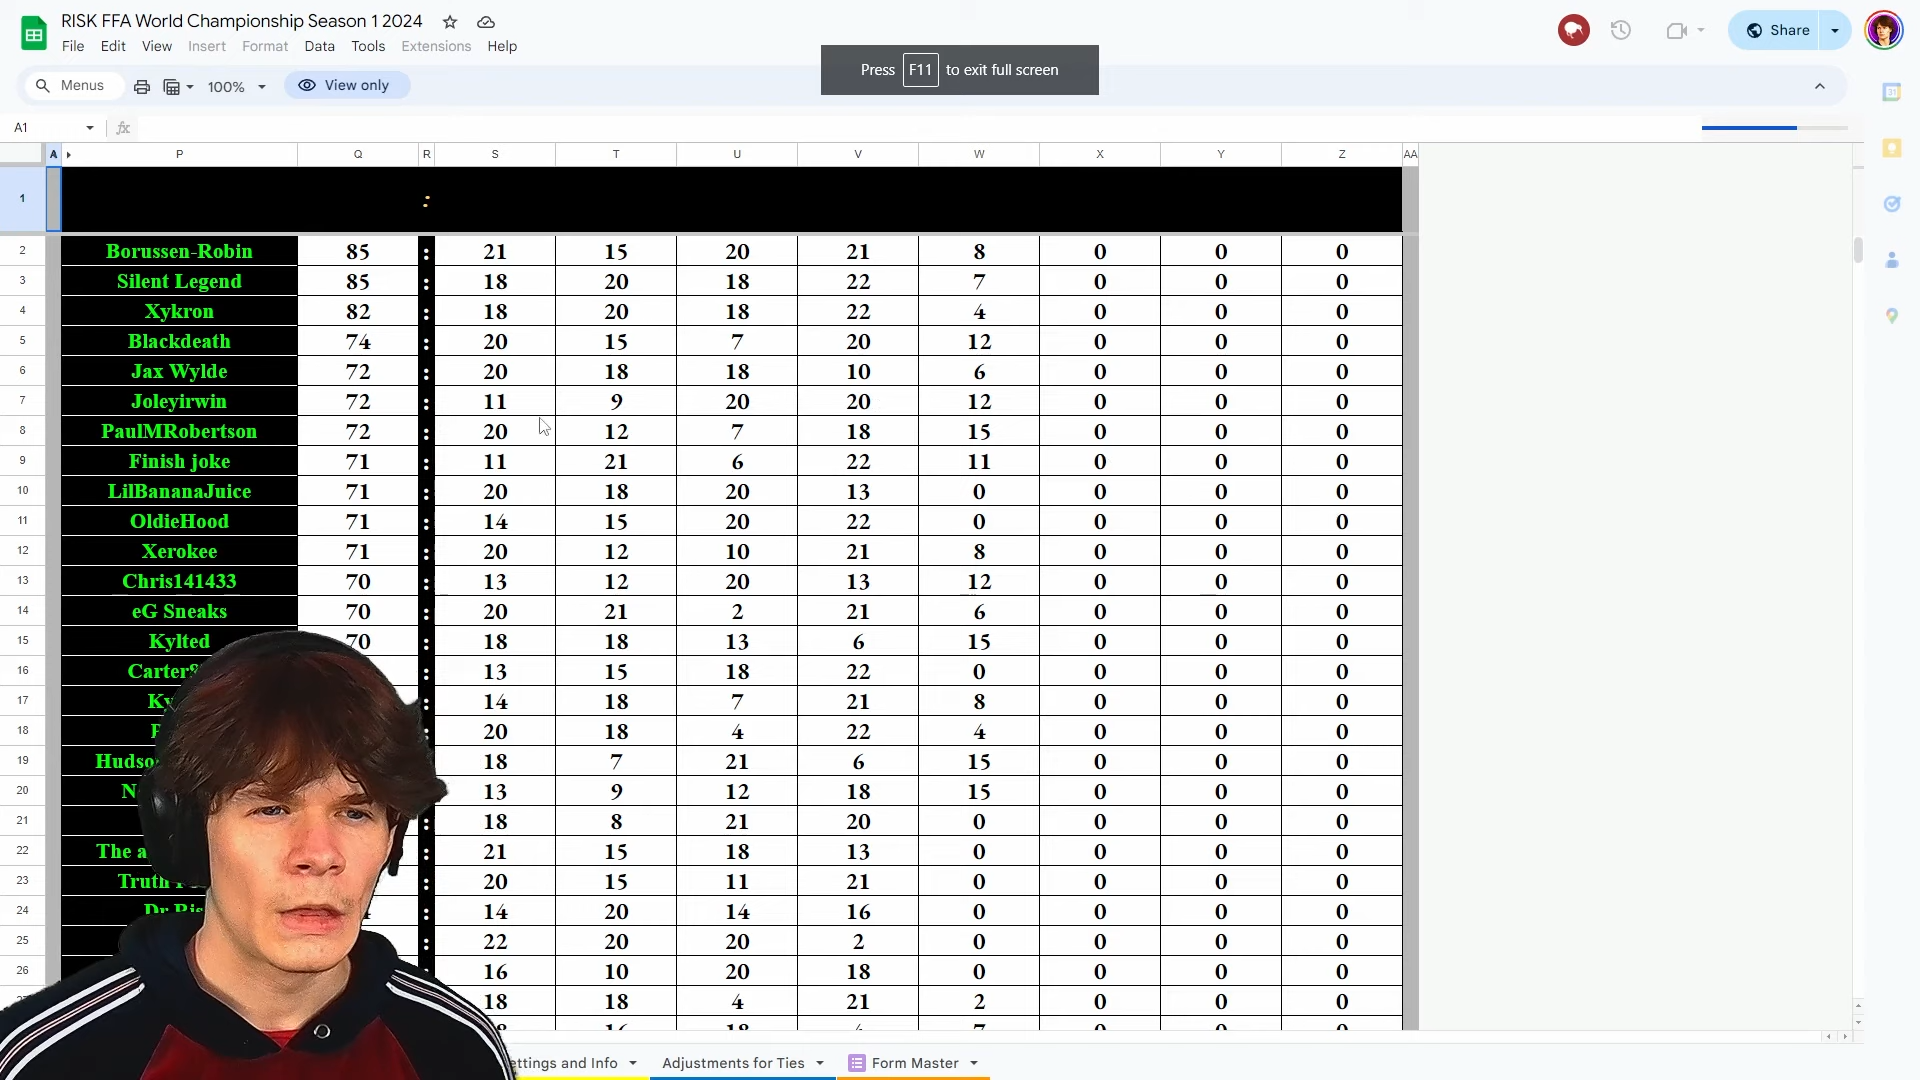 RISK FFA World Championship Season 1 2024
File Edit View Insert Format Data Tools Extensions Help
Share
Press F11 to exit full screen
Menus 100% View only
A1 fx
31
A P Q R S T U V W X Y Z AA
1 :
2 Borussen-Robin 85 : 21 15 20 21 8 0 0 0
3 Silent Legend 85 : 18 20 18 22 7 0 0 0
4 Xykron 82 : 18 20 18 22 4 0 0 0
5 Blackdeath 74 : 20 15 7 20 12 0 0 0
6 Jax Wylde 72 : 20 18 18 10 6 0 0 0
7 Joleyirwin 72 : 11 9 20 20 12 0 0 0
8 PaulMRobertson 72 : 20 12 7 18 15 0 0 0
9 Finish joke 71 : 11 21 6 22 11 0 0 0
10 LilBananaJuice 71 : 20 18 20 13 0 0 0 0
11 OldieHood 71 : 14 15 20 22 0 0 0 0
12 Xerokee 71 : 20 12 10 21 8 0 0 0
13 Chris141433 70 : 13 12 20 13 12 0 0 0
14 eG Sneaks 70 : 20 21 2 21 6 0 0 0
15 Kylted 70 : 18 18 13 6 15 0 0 0
16 : 13 15 18 22 0 0 0 0
17 : 14 18 7 21 8 0 0 0
18 : 20 18 4 22 4 0 0 0
19 : 18 7 21 6 15 0 0 0
20 : 13 9 12 18 15 0 0 0
21 : 18 8 21 20 0 0 0 0
22 The : 21 15 18 13 0 0 0 0
23 Truth : 20 15 11 21 0 0 0 0
24 Dr : 14 20 14 16 0 0 0 0
25 : 22 20 20 2 0 0 0 0
26 : 16 10 20 18 0 0 0 0
: 18 18 4 21 2 0 0 0
and Info Adjustments for Ties Form Master